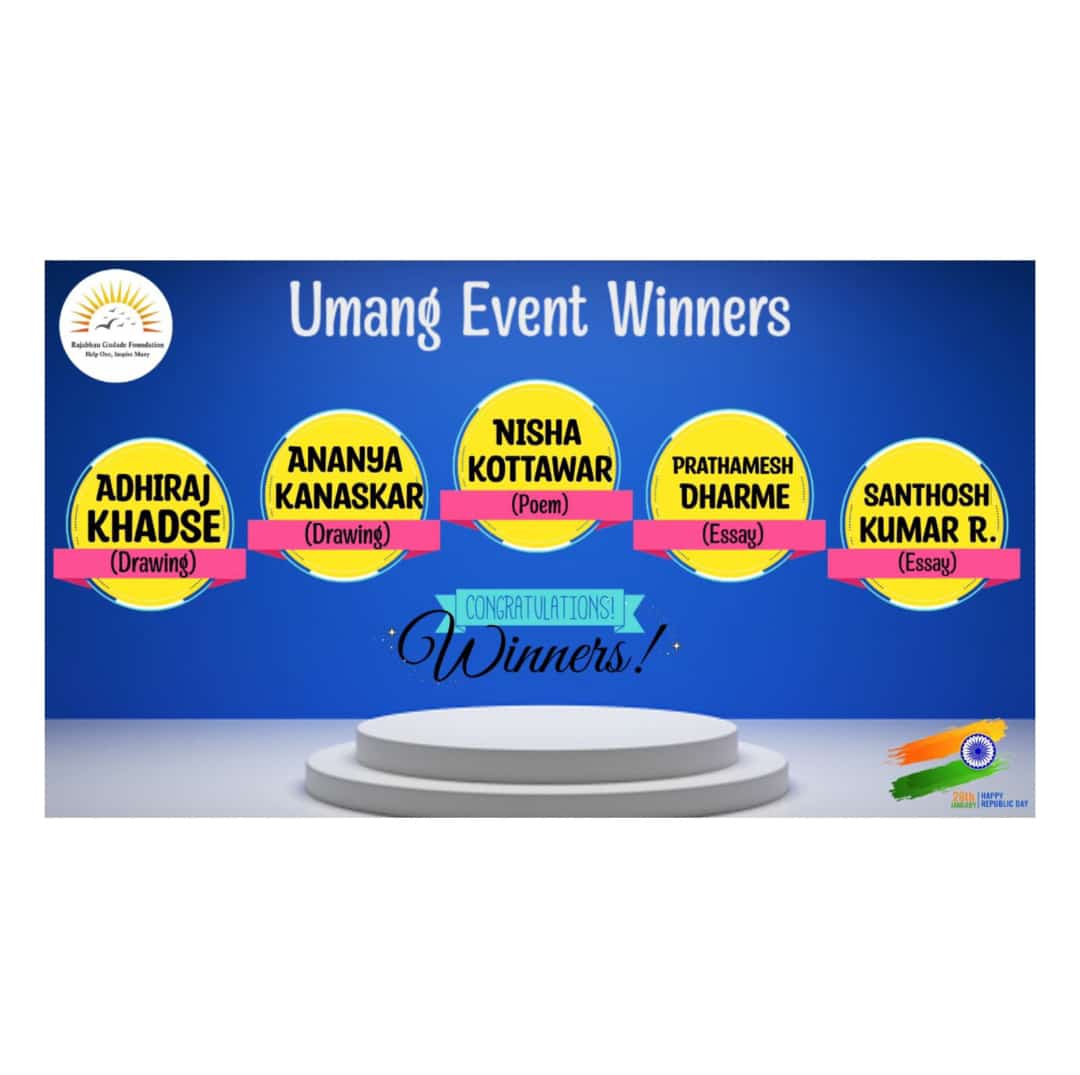 Umang Event Winners
Rajabhau Gudade Foundation
Help One, Inspire Many
ADHIRAJ
KHADSE
(Drawing)
ANANYA
KANASKAR
(Drawing)
NISHA
KOTTAWAR
(Poem)
PRATHAMESH
DHARME
(Essay)
SANTHOSH
KUMAR R.
(Essay)
CONGRATULATIONS!
Winners!
26th
JANUARY
HAPPY
REPUBLIC DAY